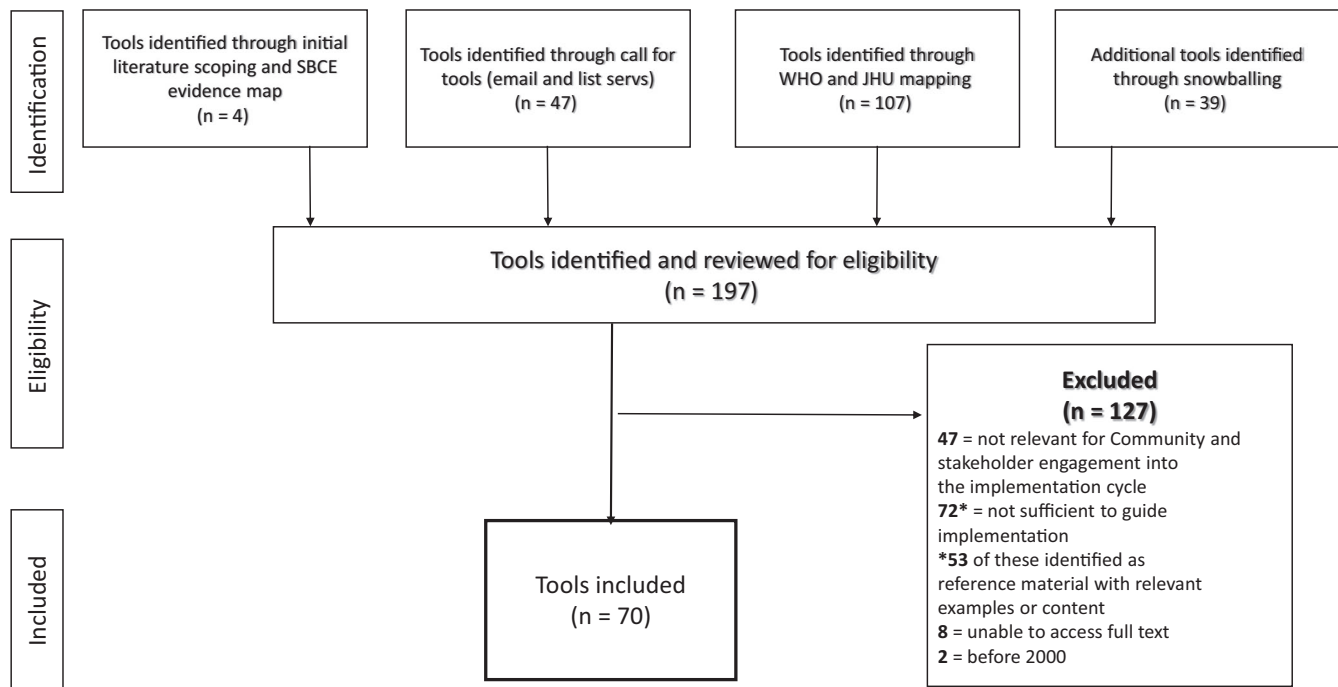 Identification
Tools identified through initial
literature scoping and SBCE
evidence map
(n = 4)
Tools identified through call for
tools (email and list servs)
(n = 47)
Tools identified through
WHO and JHU mapping
(n = 107)
Additional tools identified
through snowballing
(n = 39)
Eligibility
Tools identified and reviewed for eligibility
(n = 197)
Excluded
(n = 127)
47 = not relevant for Community and
stakeholder engagement into
the implementation cycle
72* = not sufficient to guide
implementation
*53 of these identified as
reference material with relevant
examples or content
8 = unable to access full text
2 = before 2000
Included
Tools included
(n = 70)